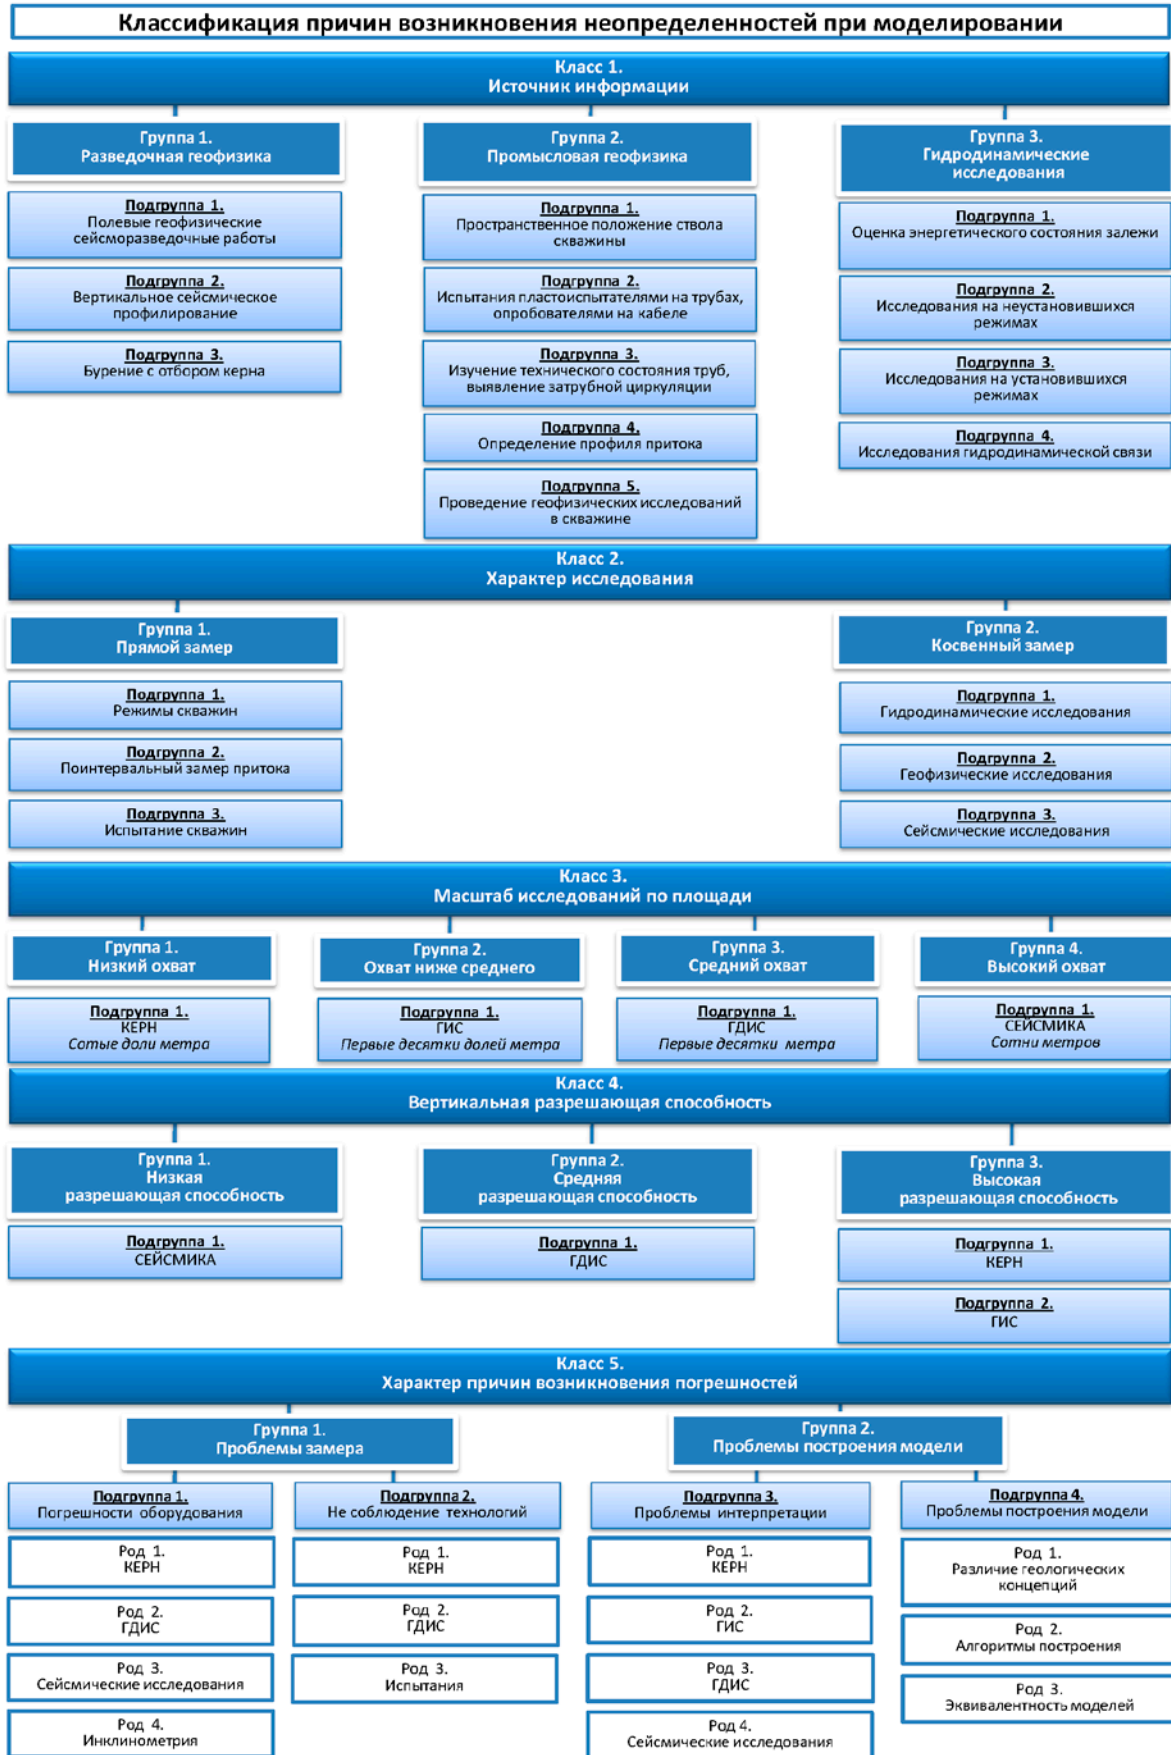 Классификация причин возникновения неопределенностей при моделировании
Класс 1.
Источник информации
Группа 1.
Разведочная геофизика
Подгруппа 1.
Полевые геофизические
сейсморазведочные работы
Подгруппа 2.
Вертикальное сейсмическое
профилирование
Подгруппа 3.
Бурение с отбором керна
Группа 2.
Промысловая геофизика
Подгруппа 1.
Пространственное положение ствола
скважины
Подгруппа 2.
Испытания пластоиспытателями на трубах,
опробователями на кабеле
Подгруппа 3.
Изучение технического состояния труб,
выявление затрубной циркуляции
Подгруппа 4.
Определение профиля притока
Подгруппа 5.
Проведение геофизических исследований
в скважине
Группа 3.
Гидродинамические
исследования
Подгруппа 1.
Оценка энергетического состояния залежи
Подгруппа 2.
Исследования на неустановившихся
режимах
Подгруппа 3.
Исследования на установившихся
режимах
Подгруппа 4.
Исследования гидродинамической связи
Класс 2.
Характер исследования
Группа 1.
Прямой замер
Подгруппа 1.
Режимы скважин
Подгруппа 2.
Поинтервальный замер притока
Подгруппа 3.
Испытание скважин
Группа 2.
Косвенный замер
Подгруппа 1.
Гидродинамические исследования
Подгруппа 2.
Геофизические исследования
Подгруппа 3.
Сейсмические исследования
Класс 3.
Масштаб исследований по площади
Группа 1.
Низкий охват
Подгруппа 1.
КЕРН
Сотые доли метра
Группа 2.
Охват ниже среднего
Подгруппа 1.
ГИС
Первые десятки долей метра
Группа 3.
Средний охват
Подгруппа 1.
ГДИС
Первые десятки метра
Группа 4.
Высокий охват
Подгруппа 1.
СЕЙСМИКА
Сотни метров
Класс 4.
Вертикальная разрешающая способность
Группа 1.
Низкая
разрешающая способность
Подгруппа 1.
СЕЙСМИКА
Группа 2.
Средняя
разрешающая способность
Подгруппа 1.
ГДИС
Группа 3.
Высокая
разрешающая способность
Подгруппа 1.
КЕРН
Подгруппа 2.
ГИС
Класс 5.
Характер причин возникновения погрешностей
Группа 1.
Проблемы замера
Подгруппа 1.
Погрешности оборудования
Род 1.
КЕРН
Род 2.
ГДИС
Род 3.
Сейсмические исследования
Род 4.
Инклинометрия
Подгруппа 2.
Не соблюдение технологий
Род 1.
КЕРН
Род 2.
ГДИС
Род 3.
Испытания
Группа 2.
Проблемы построения модели
Подгруппа 3.
Проблемы интерпретации
Род 1.
КЕРН
Род 2.
ГИС
Род 3.
ГДИС
Род 4.
Сейсмические исследования
Подгруппа 4.
Проблемы построения модели
Род 1.
Различие геологических
концепций
Род 2.
Алгоритмы построения
Род 3.
Эквивалентность моделей